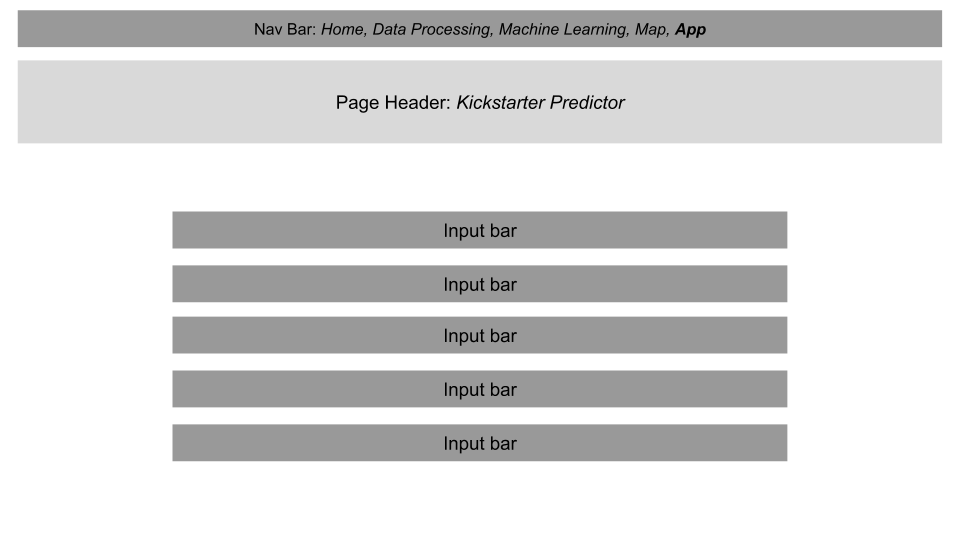 Nav Bar: Home, Data Processing, Machine Learning, Map, App
Page Header: Kickstarter Predictor
Input bar
Input bar
Input bar
Input bar
Input bar